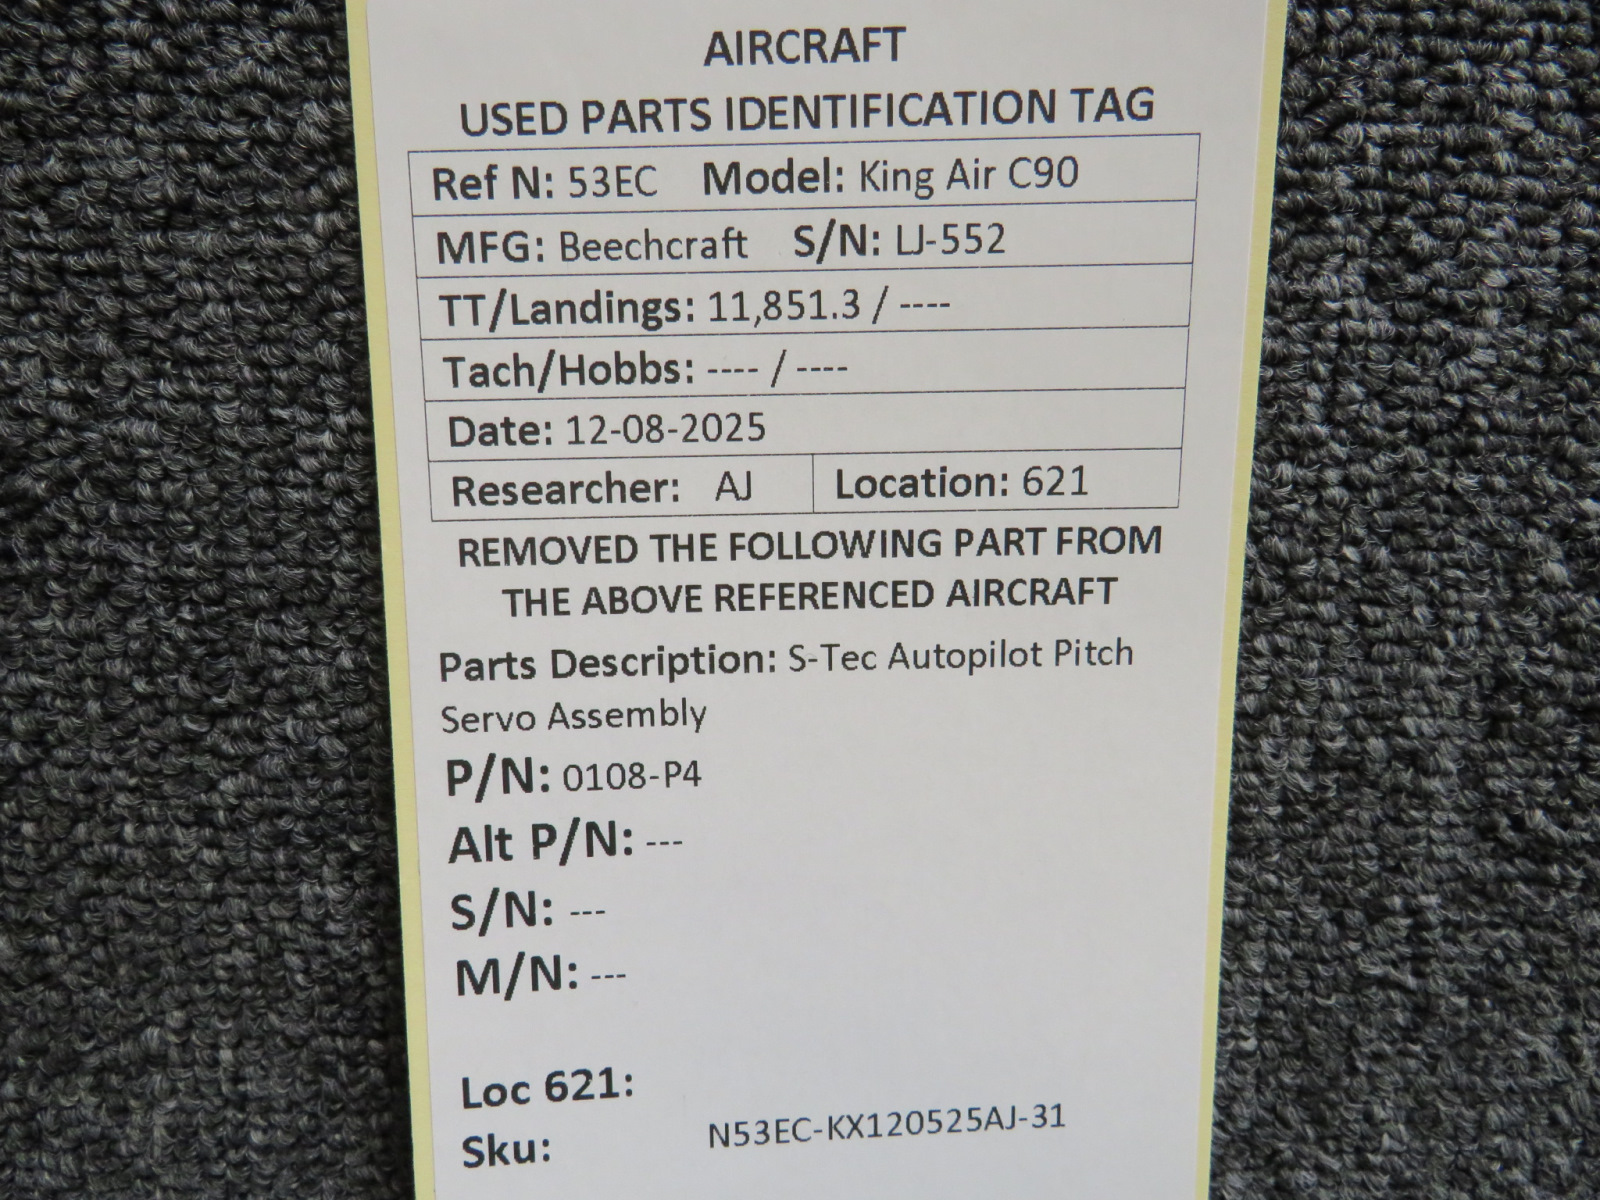 AIRCRAFT
USED PARTS IDENTIFICATION TAG
Ref N: 53EC Model: King Air C90
MFG: Beechcraft S/N: LJ-552
TT/Landings: 11,851.3 / ----
Tach/Hobbs: ---- / ----
Date: 12-08-2025
Researcher: AJ Location: 621
REMOVED THE FOLLOWING PART FROM
THE ABOVE REFERENCED AIRCRAFT
Parts Description: S-Tec Autopilot Pitch
Servo Assembly
P/N: 0108-P4
Alt P/N: ---
S/N: ---
M/N: ---
Loc 621:
Sku: N53EC-KX120525AJ-31